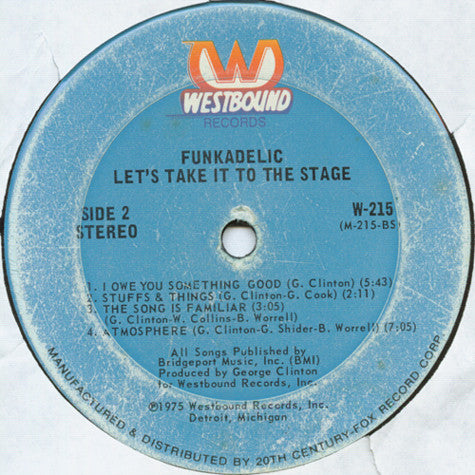 WESTBOUND
RECORDS
FUNKADELIC
LET'S TAKE IT TO THE STAGE
SIDE 2
STEREO
W-215
(M-215-BS
1. I OWE YOU SOMETHING GOOD (G. Clinton) (5:43)
2. STUFFS & THINGS (G. Clinton-G. Cook) (2:11)
3. THE SONG IS FAMILIAR (3:05)
(G. Clinton-W. Collins-B. Worrell)
4. ATMOSPHERE (G. Clinton-G. Shider-B. Worrell) (7:05)
All Songs Published by
Bridgeport Music, Inc. (BMI)
Produced by George Clinton
for Westbound Records, Inc.
℗1975 Westbound Records, Inc.
Detroit, Michigan
MANUFACTURED & DISTRIBUTED BY 20TH CENTURY-FOX RECORD CORP.